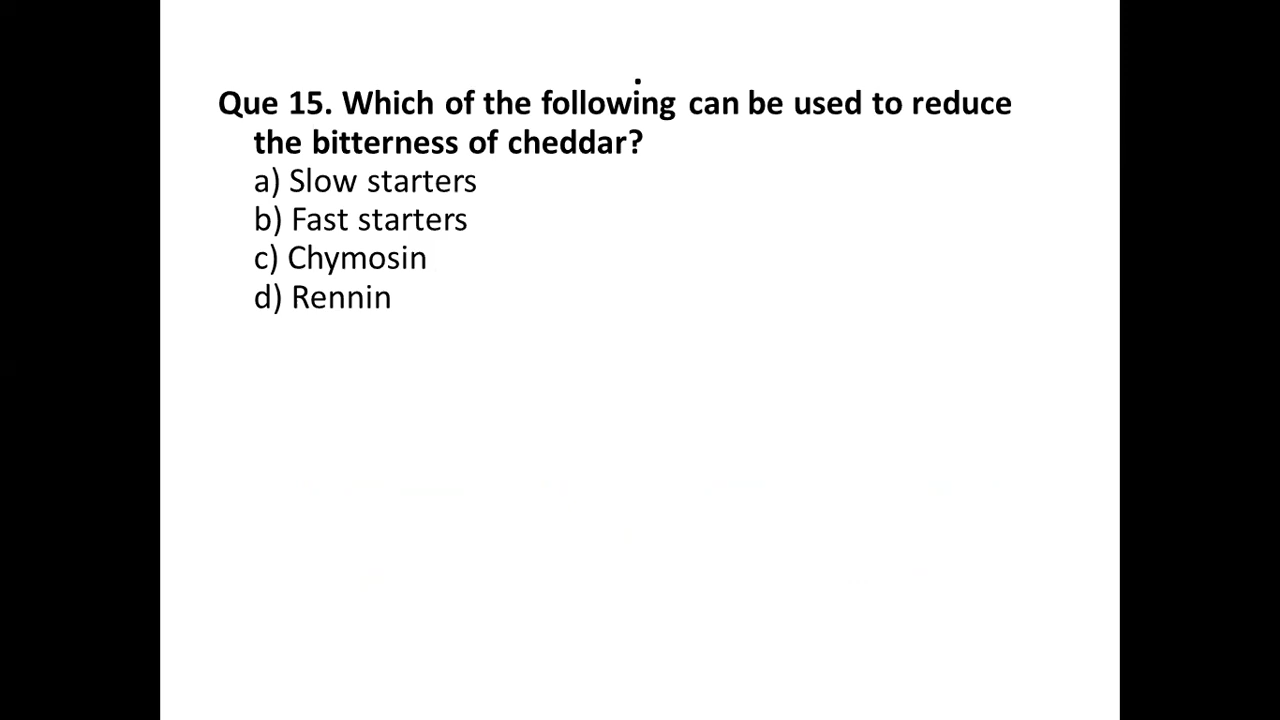 Que 15. Which of the following can be used to reduce
the bitterness of cheddar?
a) Slow starters
b) Fast starters
c) Chymosin
d) Rennin